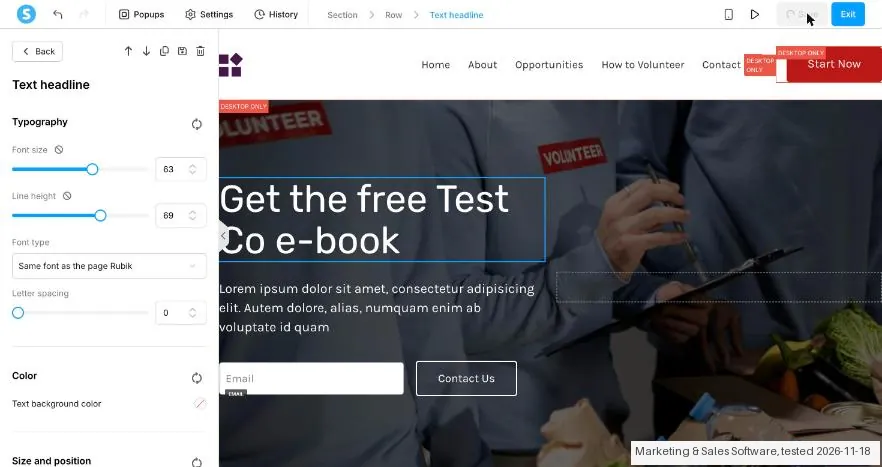 S
Popups
Settings
History
Section
Row
Text headline
Save
Exit
Back
Text headline
Typography
Font size
63
Line height
69
Font type
Same font as the page Rubik
Letter spacing
0
Color
Text background color
Size and position
Home
About
Opportunities
How to Volunteer
Contact
DESKTOP ONLY
DESKTOP ONLY
Start Now
DESKTOP ONLY
VOLUNTEER
VOLUNTEER
Get the free Test
Co e-book
Lorem ipsum dolor sit amet, consectetur adipisicing
elit. Autem dolore, alias, numquam enim ab
voluptate id quam
Email
EMAIL
Contact Us
Marketing & Sales Software, tested 2026-11-18